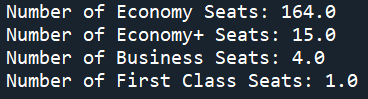 Number of Economy Seats: 164.0
Number of Economy+ Seats: 15.0
Number of Business Seats: 4.0
Number of First Class Seats: 1.0